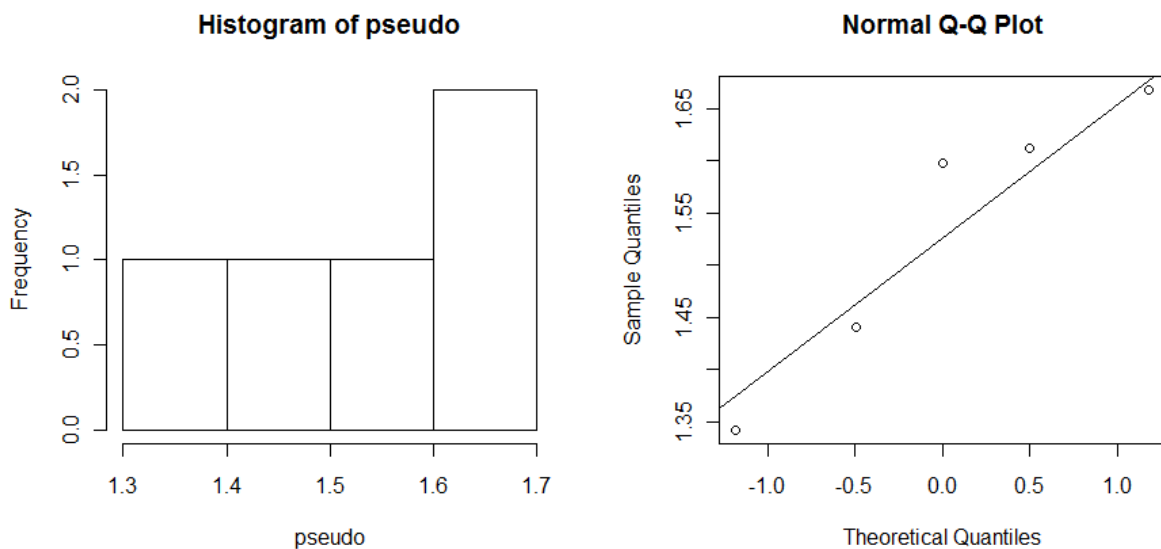 Histogram of pseudo
Frequency
0.0 0.5 1.0 1.5 2.0
1.3 1.4 1.5 1.6 1.7
pseudo
Normal Q-Q Plot
Sample Quantiles
1.35 1.45 1.55 1.65
-1.0 -0.5 0.0 0.5 1.0
Theoretical Quantiles